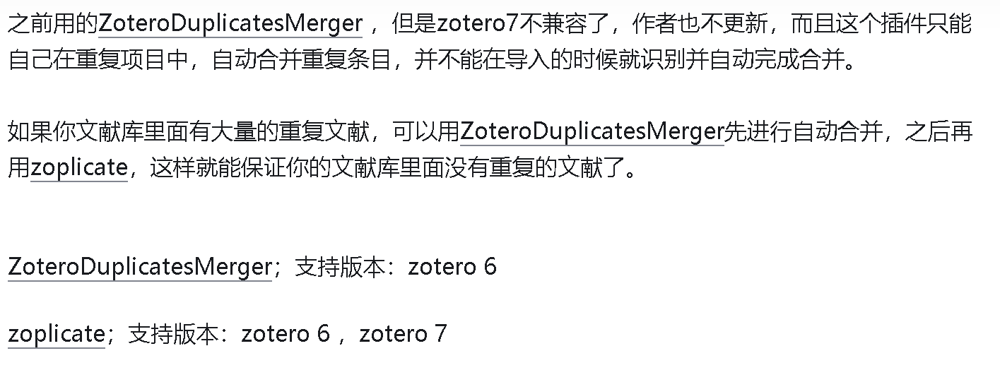 之前用的ZoteroDuplicatesMerger ，但是zotero7不兼容了，作者也不更新，而且这个插件只能
自己在重复项目中，自动合并重复条目，并不能在导入的时候就识别并自动完成合并。
如果你文献库里面有大量的重复文献，可以用ZoteroDuplicatesMerger先进行自动合并，之后再
用zoplicate，这样就能保证你的文献库里面没有重复的文献了。
ZoteroDuplicatesMerger；支持版本：zotero 6
zoplicate；支持版本：zotero 6 ，zotero 7